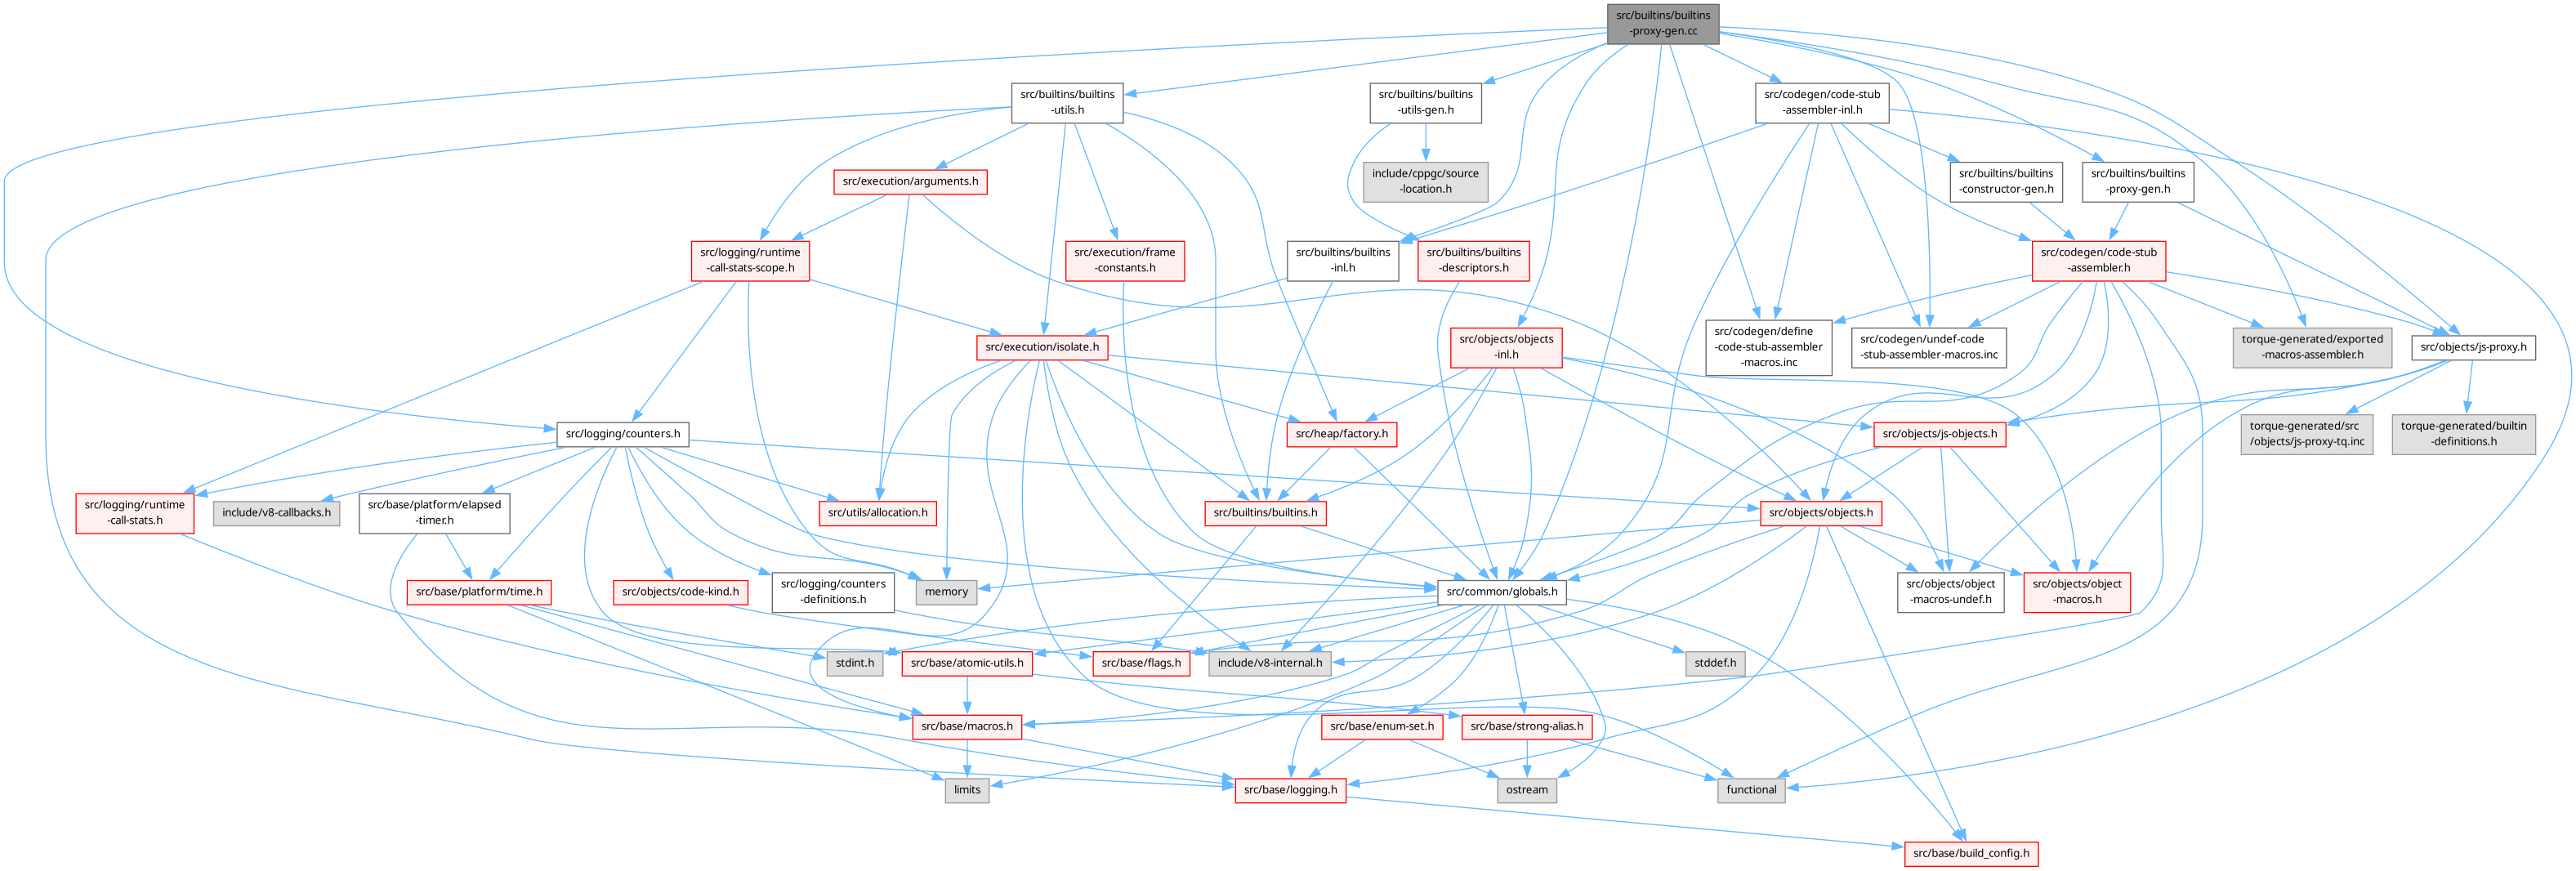 src/builtins/builtins
-proxy-gen.cc
src/builtins/builtins
-utils.h
src/builtins/builtins
-utils-gen.h
src/codegen/code-stub
-assembler-inl.h
src/execution/arguments.h
include/cppgc/source
-location.h
src/builtins/builtins
-constructor-gen.h
src/builtins/builtins
-proxy-gen.h
src/logging/runtime
-call-stats-scope.h
src/execution/frame
-constants.h
src/builtins/builtins
-inl.h
src/builtins/builtins
-descriptors.h
src/codegen/code-stub
-assembler.h
src/execution/isolate.h
src/objects/objects
-inl.h
src/codegen/define
-code-stub-assembler
-macros.inc
src/codegen/undef-code
-stub-assembler-macros.inc
torque-generated/exported
-macros-assembler.h
src/objects/js-proxy.h
src/logging/counters.h
src/heap/factory.h
src/objects/js-objects.h
torque-generated/src
/objects/js-proxy-tq.inc
torque-generated/builtin
-definitions.h
src/logging/runtime
-call-stats.h
include/v8-callbacks.h
src/base/platform/elapsed
-timer.h
src/utils/allocation.h
src/builtins/builtins.h
src/objects/objects.h
src/base/platform/time.h
src/objects/code-kind.h
src/logging/counters
-definitions.h
memory
src/common/globals.h
src/objects/object
-macros-undef.h
src/objects/object
-macros.h
stdint.h
src/base/atomic-utils.h
src/base/flags.h
include/v8-internal.h
stddef.h
src/base/macros.h
src/base/enum-set.h
src/base/strong-alias.h
limits
src/base/logging.h
ostream
functional
src/base/build_config.h